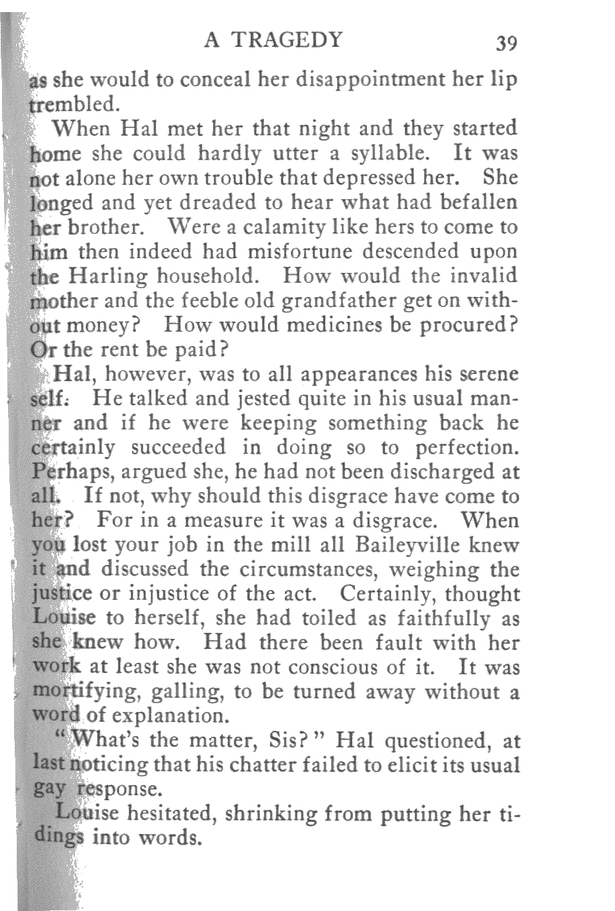 A TRAGEDY 39
as she would to conceal her disappointment her lip
trembled.
When Hal met her that night and they started
home she could hardly utter a syllable. It was
not alone her own trouble that depressed her. She
longed and yet dreaded to hear what had befallen
her brother. Were a calamity like hers to come to
him then indeed had misfortune descended upon
the Harling household. How would the invalid
mother and the feeble old grandfather get on with-
out money? How would medicines be procured?
Or the rent be paid?
Hal, however, was to all appearances his serene
self. He talked and jested quite in his usual man-
ner and if he were keeping something back he
certainly succeeded in doing so to perfection.
Perhaps, argued she, he had not been discharged at
all. If not, why should this disgrace have come to
her? For in a measure it was a disgrace. When
you lost your job in the mill all Baileyville knew
it and discussed the circumstances, weighing the
justice or injustice of the act. Certainly, thought
Louise to herself, she had toiled as faithfully as
she knew how. Had there been fault with her
work at least she was not conscious of it. It was
mortifying, galling, to be turned away without a
word of explanation.
“What's the matter, Sis?” Hal questioned, at
last noticing that his chatter failed to elicit its usual
gay response.
Louise hesitated, shrinking from putting her ti-
dings into words.